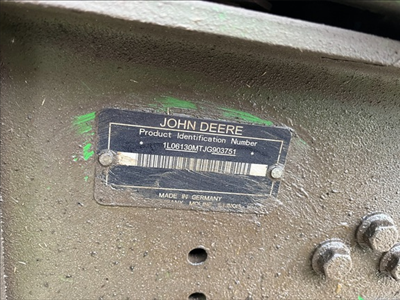 JOHN DEERE
Product Identification Number
1L06130MTJG903751
MADE IN GERMANY